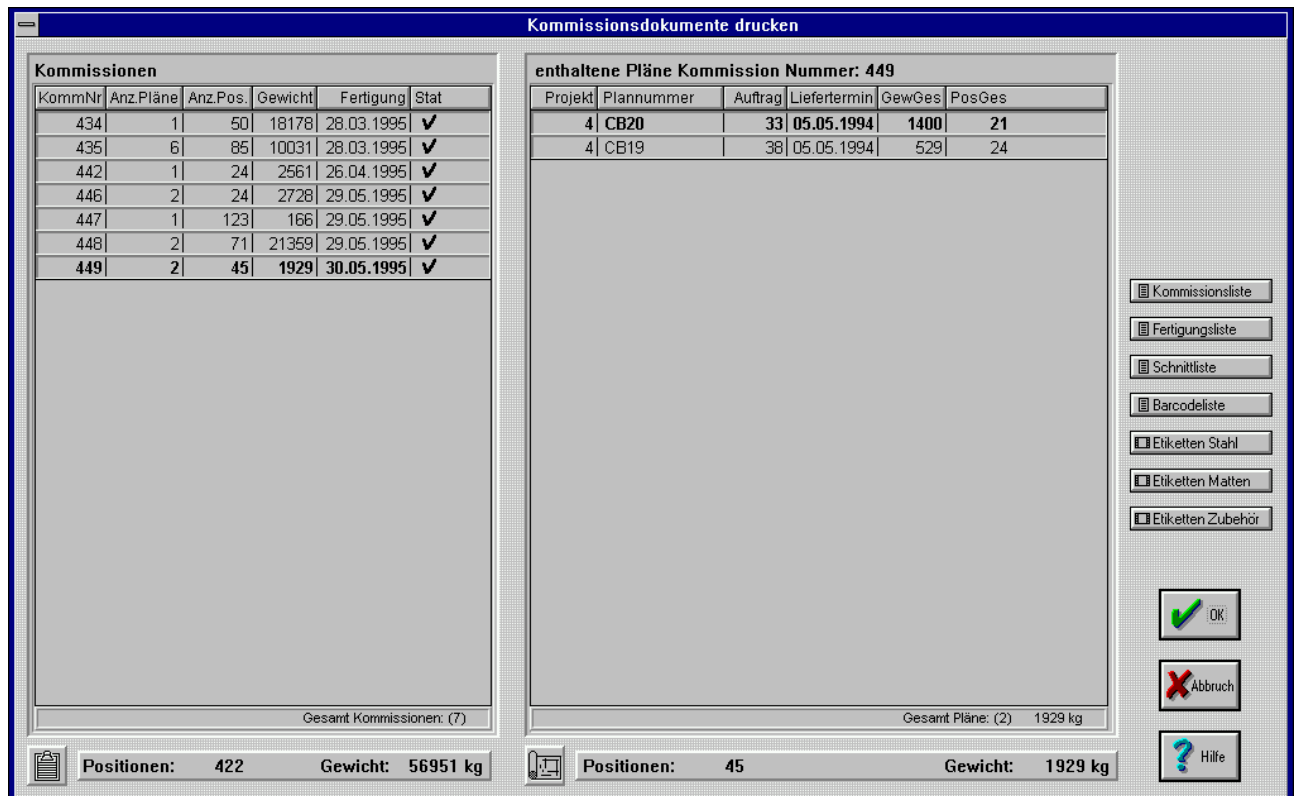 Kommissionsdokumente drucken
Kommissionen
KommNr Anz.Pläne Anz.Pos. Gewicht Fertigung Stat
434 1 50 18178 28.03.1995
435 6 85 10031 28.03.1995
442 1 24 2561 26.04.1995
446 2 24 2728 29.05.1995
447 1 123 166 29.05.1995
448 2 71 21359 29.05.1995
449 2 45 1929 30.05.1995
Gesamt Kommissionen: (7)
Positionen: 422 Gewicht: 56951 kg
enthaltene Pläne Kommission Nummer: 449
Projekt Plannummer Auftrag Liefertermin GewGes PosGes
4 CB20 33 05.05.1994 1400 21
4 CB19 38 05.05.1994 529 24
Gesamt Pläne: (2) 1929 kg
Positionen: 45 Gewicht: 1929 kg
Kommissionsliste
Fertigungsliste
Schnittliste
Barcodeliste
Etiketten Stahl
Etiketten Matten
Etiketten Zubehör
OK
Abbruch
Hilfe